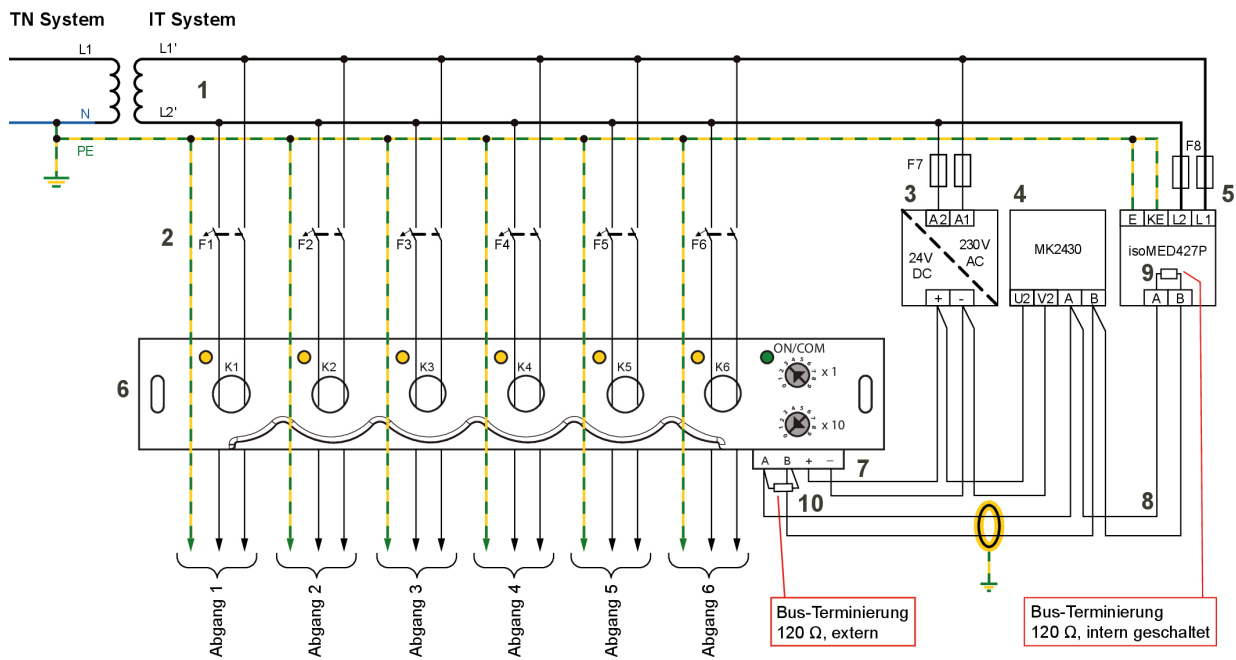 TN System
IT System
L1
L1'
1
N
L2'
PE
F8
F7
2
3
4
5
F1
F2
F3
F4
F5
F6
A2 A1
E KE L2 L1
230V
AC
24V
DC
MK2430
isoMED427P
9
+ -
U2 V2 A B
A B
6
K1
K2
K3
K4
K5
K6
ON/COM
x 1
x 10
A B + –
7
10
8
Abgang 1
Abgang 2
Abgang 3
Abgang 4
Abgang 5
Abgang 6
Bus-Terminierung
120 Ω, extern
Bus-Terminierung
120 Ω, intern geschaltet